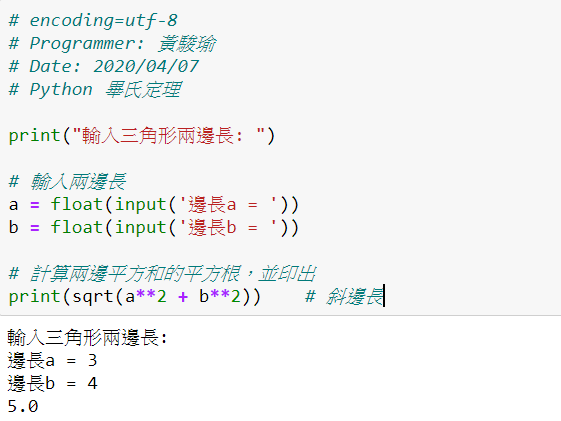 # encoding=utf-8
# Programmer: 黃駿瑜
# Date: 2020/04/07
# Python 畢氏定理
print("輸入三角形兩邊長: ")
# 輸入兩邊長
a = float(input('邊長a = '))
b = float(input('邊長b = '))
# 計算兩邊平方和的平方根，並印出
print(sqrt(a**2 + b**2))    # 斜邊長
輸入三角形兩邊長:
邊長a = 3
邊長b = 4
5.0